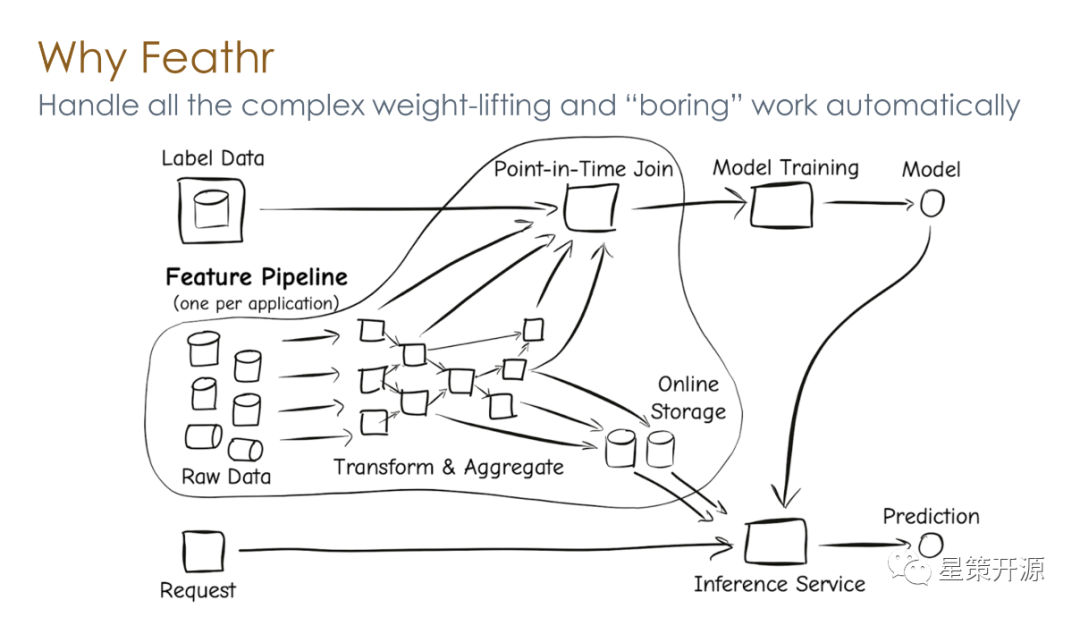 Why Feathr
Handle all the complex weight-lifting and “boring” work automatically
Label Data
Point-in-Time Join
Model Training
Model
Feature Pipeline
(one per application)
Online
Storage
Raw Data
Transform & Aggregate
Request
Inference Service
Prediction
星策开源